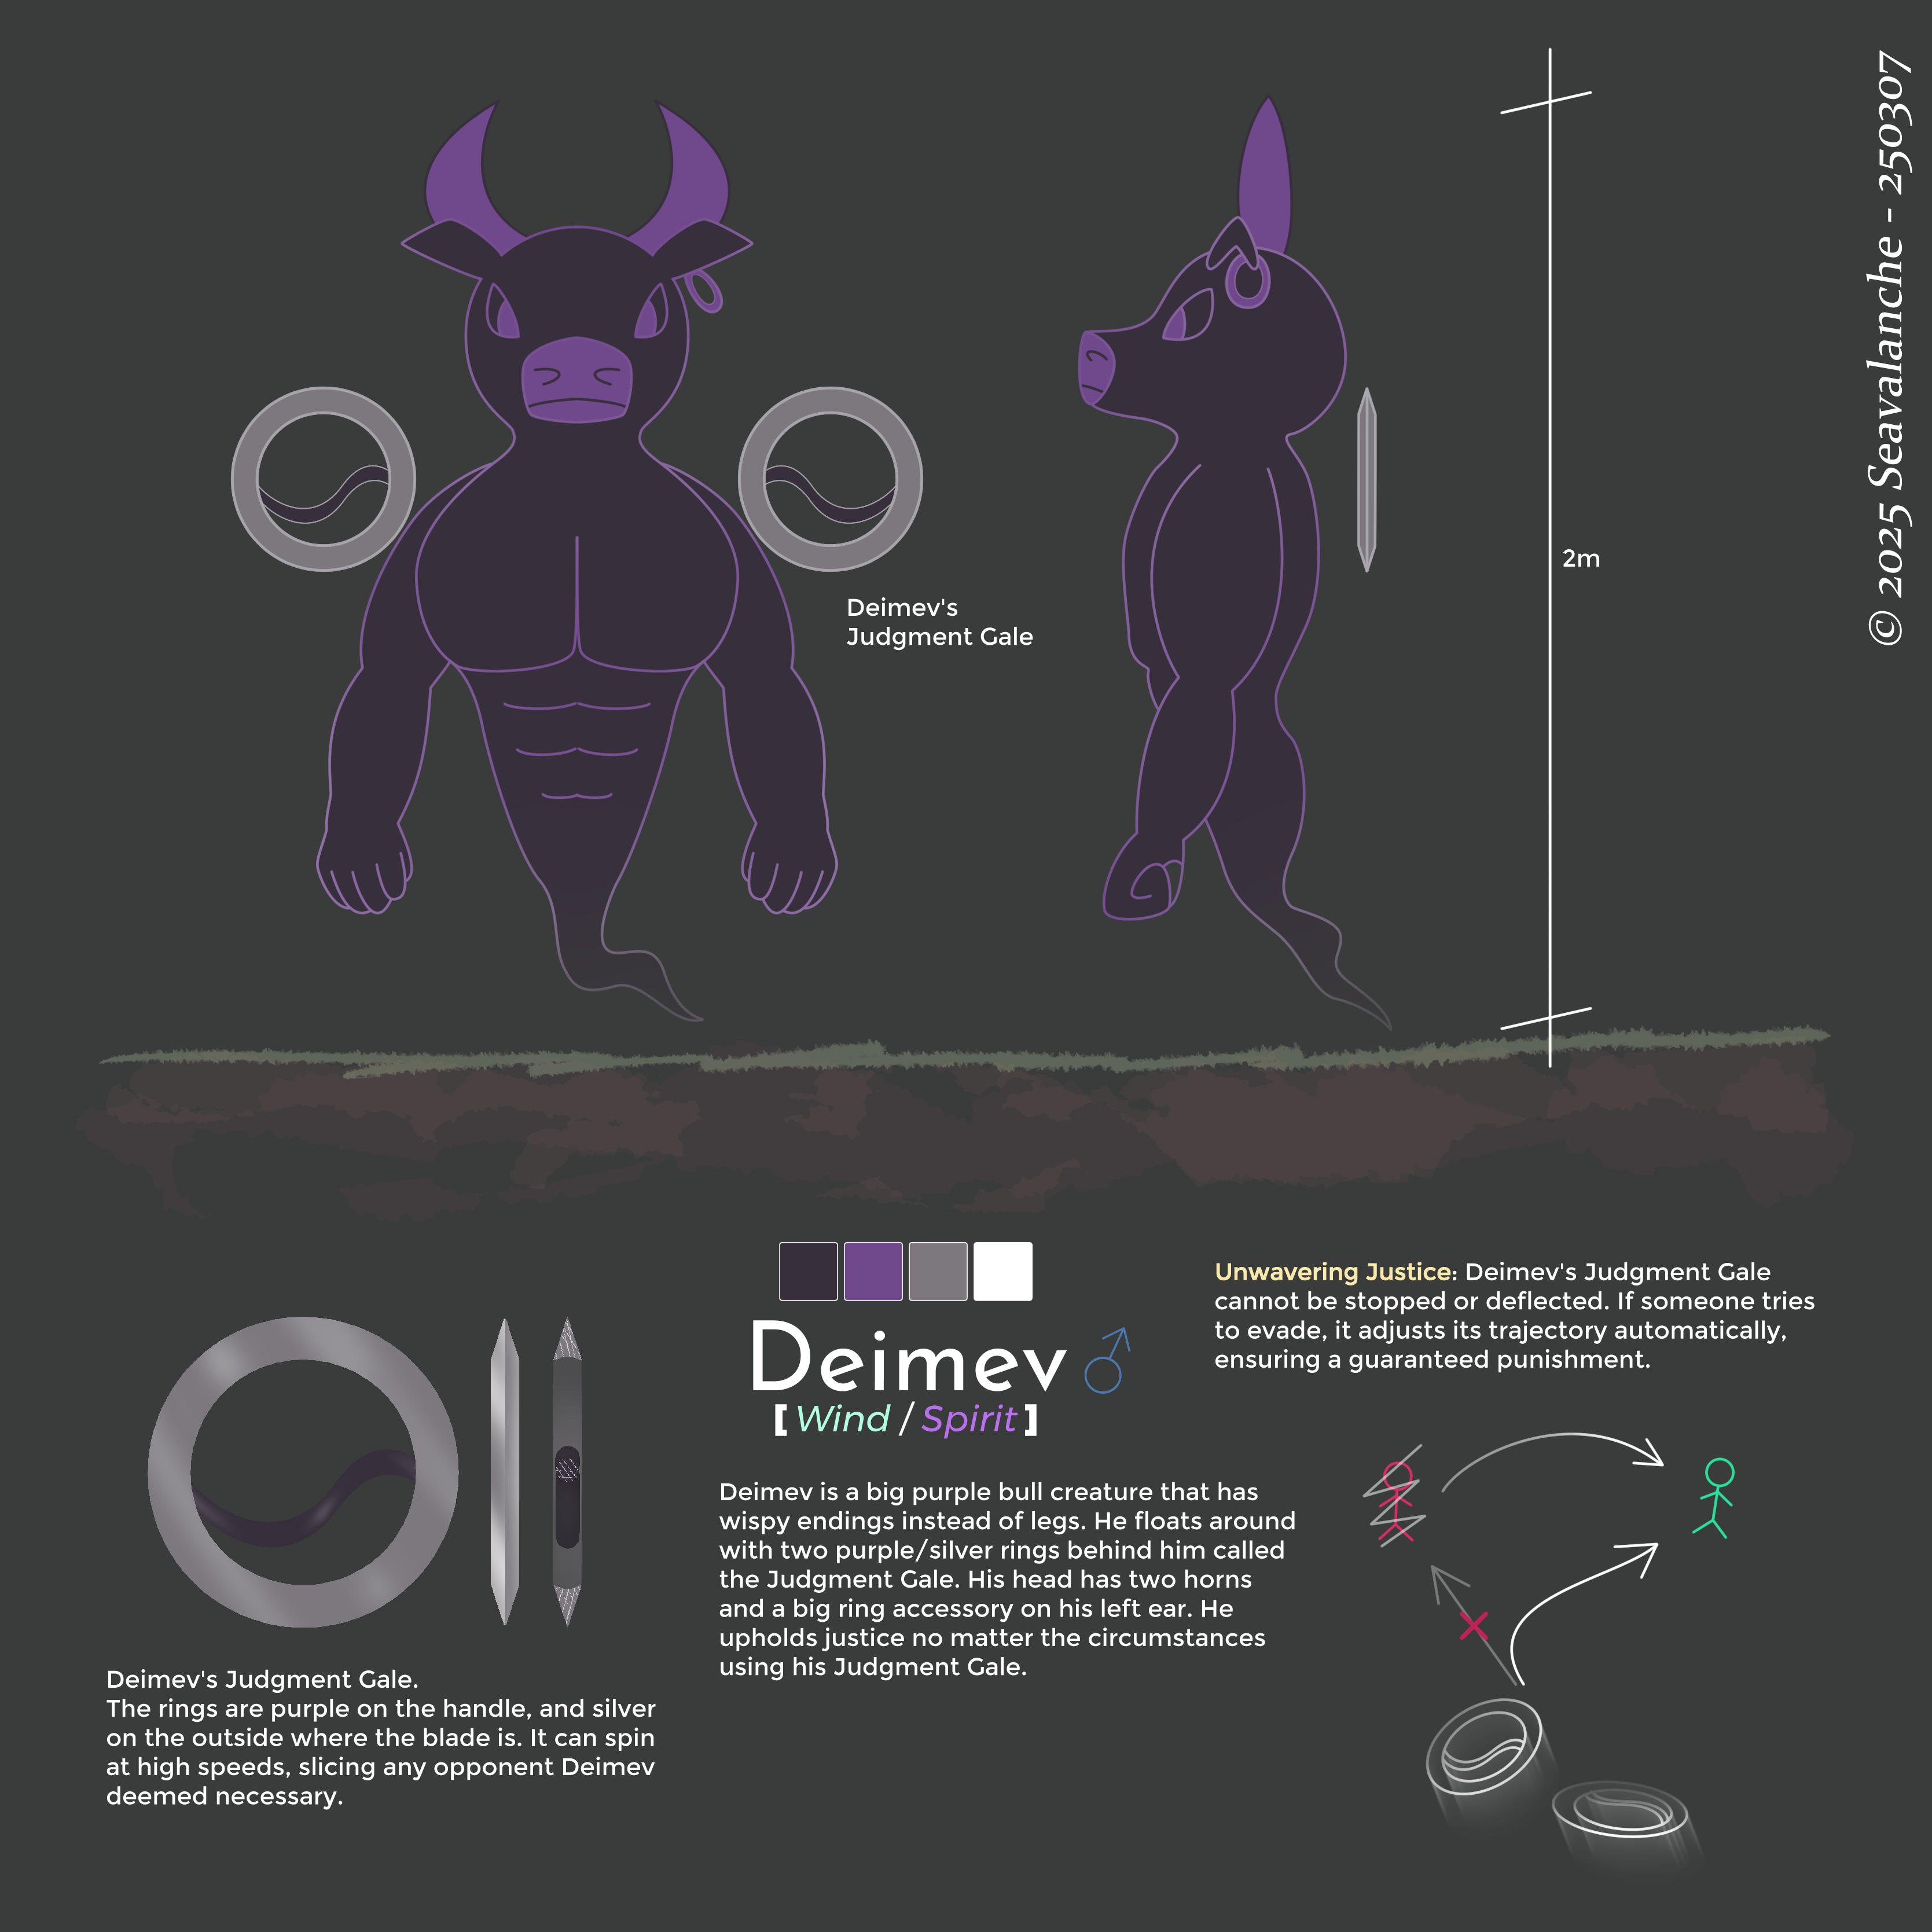 © 2025 Seavalanche - 250307
2m
Deimev's
Judgment Gale
Deimev
[ Wind / Spirit ]
Deimev is a big purple bull creature that has
wispy endings instead of legs. He floats around
with two purple/silver rings behind him called
the Judgment Gale. His head has two horns
and a big ring accessory on his left ear. He
upholds justice no matter the circumstances
using his Judgment Gale.
Unwavering Justice: Deimev's Judgment Gale
cannot be stopped or deflected. If someone tries
to evade, it adjusts its trajectory automatically,
ensuring a guaranteed punishment.
Deimev's Judgment Gale.
The rings are purple on the handle, and silver
on the outside where the blade is. It can spin
at high speeds, slicing any opponent Deimev
deemed necessary.